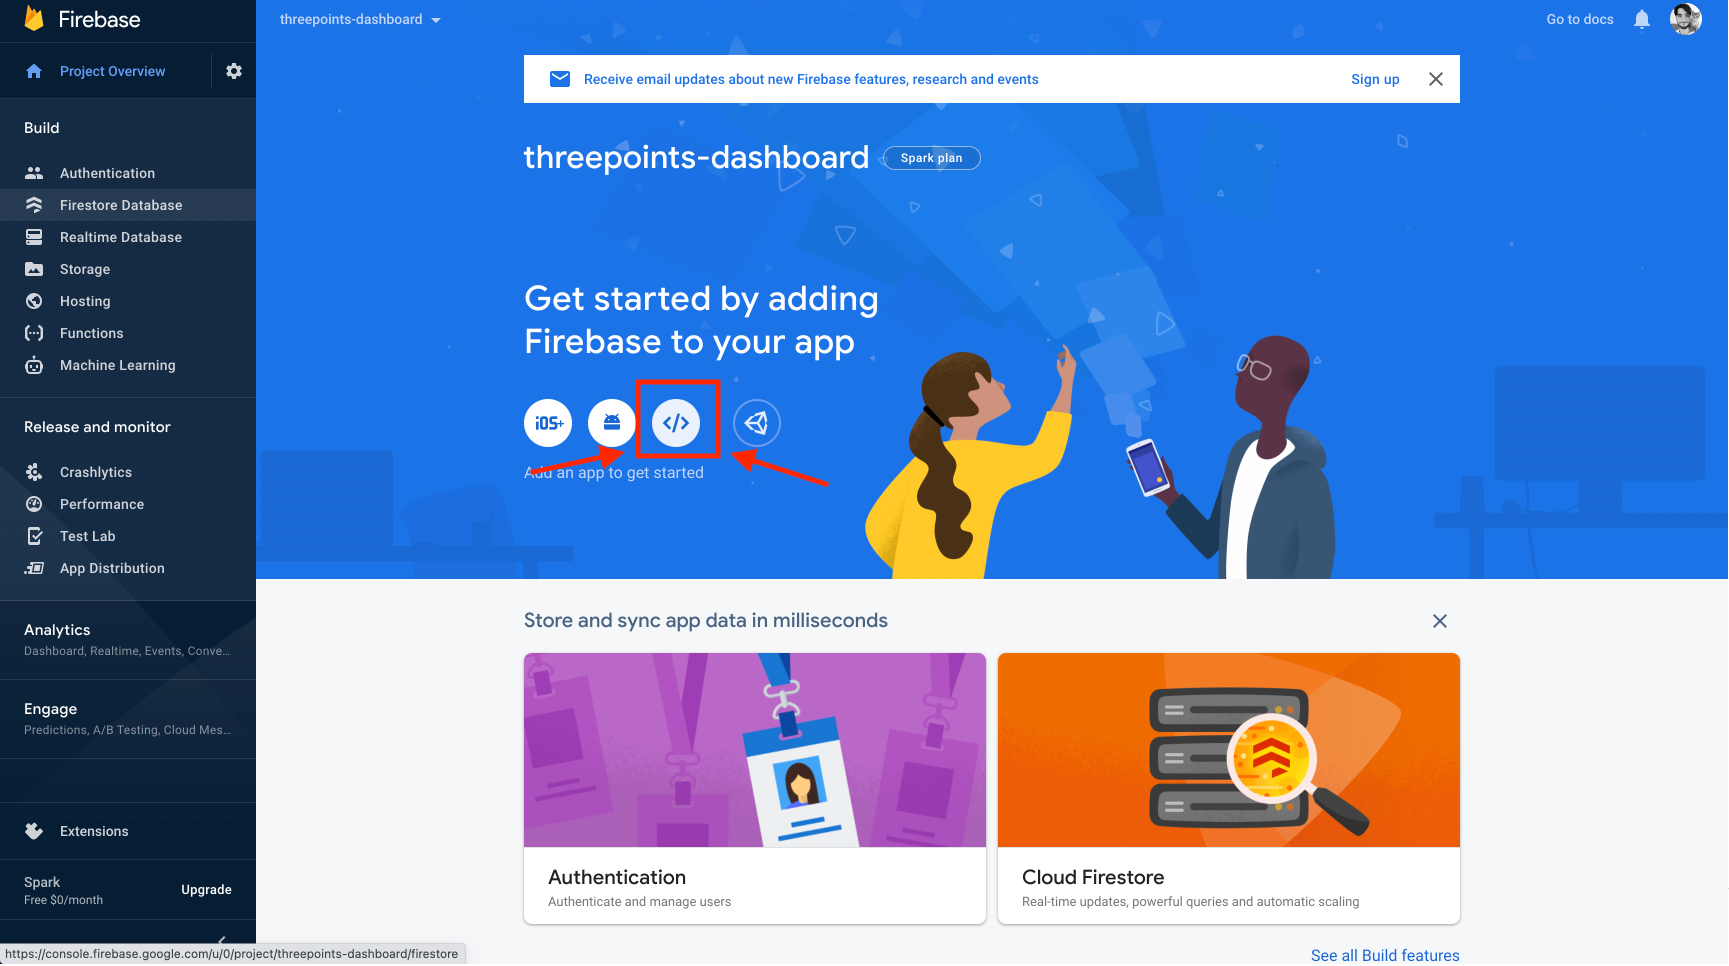 Firebase
threepoints-dashboard
Go to docs
Project Overview
Receive email updates about new Firebase features, research and events
Sign up
Build
threepoints-dashboard
Spark plan
Authentication
Firestore Database
Realtime Database
Storage
Hosting
Functions
Machine Learning
Get started by adding
Firebase to your app
iOS+
</>
Add an app to get started
Release and monitor
Crashlytics
Performance
Test Lab
App Distribution
Analytics
Dashboard, Realtime, Events, Conve...
Engage
Predictions, A/B Testing, Cloud Mes...
Extensions
Spark
Free $0/month
Upgrade
Store and sync app data in milliseconds
Authentication
Authenticate and manage users
Cloud Firestore
Real-time updates, powerful queries and automatic scaling
See all Build features
https://console.firebase.google.com/u/0/project/threepoints-dashboard/firestore